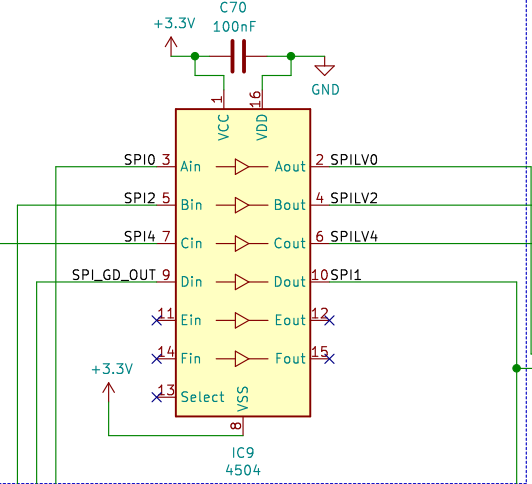 C70
100nF
+3.3V
GND
1
16
VCC
VDD
SPI0 3 Ain Aout 2 SPILV0
SPI2 5 Bin Bout 4 SPILV2
SPI4 7 Cin Cout 6 SPILV4
SPI_GD_OUT 9 Din Dout 10 SPI1
11 Ein Eout 12
14 Fin Fout 15
+3.3V
13 Select
VSS
8
IC9
4504